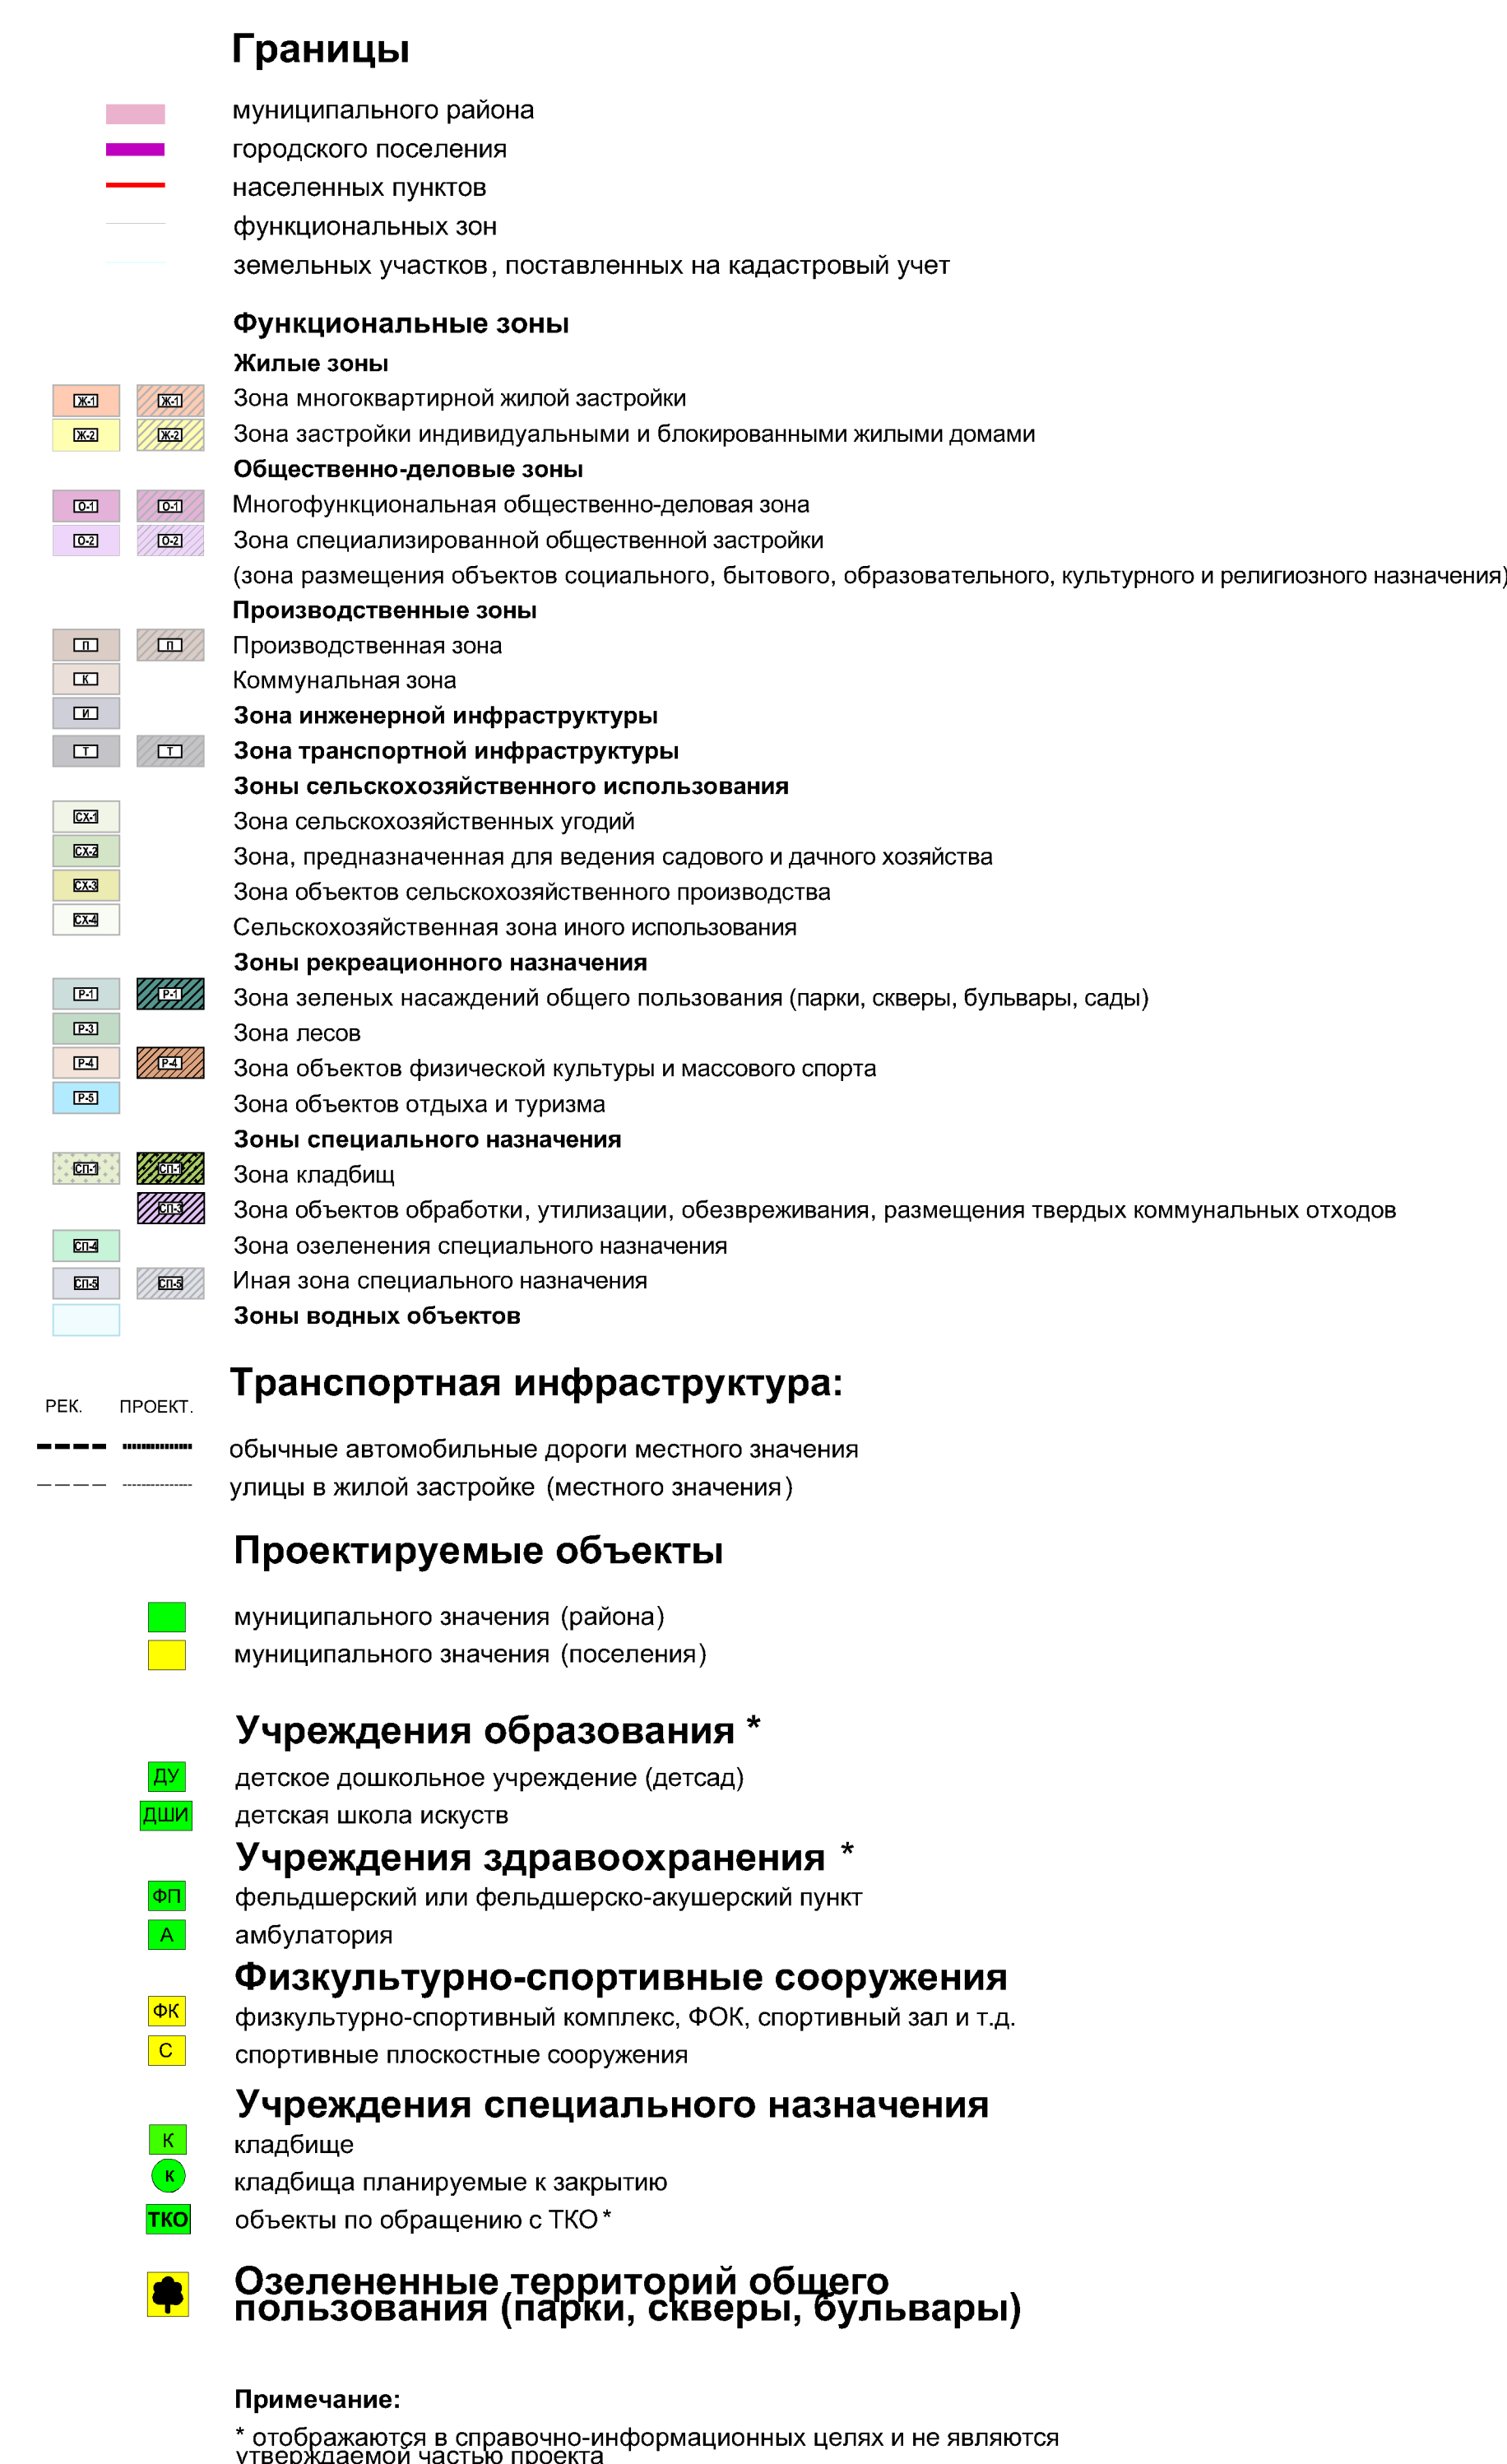 Границы
муниципального района
городского поселения
населенных пунктов
функциональных зон
земельных участков, поставленных на кадастровый учет
Функциональные зоны
Жилые зоны
Ж-1 Ж-1 Зона многоквартирной жилой застройки
Ж-2 Ж-2 Зона застройки индивидуальными и блокированными жилыми домами
Общественно-деловые зоны
О-1 О-1 Многофункциональная общественно-деловая зона
О-2 О-2 Зона специализированной общественной застройки
(зона размещения объектов социального, бытового, образовательного, культурного и религиозного назначения)
Производственные зоны
П П Производственная зона
К Коммунальная зона
И Зона инженерной инфраструктуры
Т Т Зона транспортной инфраструктуры
Зоны сельскохозяйственного использования
СХ-1 Зона сельскохозяйственных угодий
СХ-2 Зона, предназначенная для ведения садового и дачного хозяйства
СХ-3 Зона объектов сельскохозяйственного производства
СХ-4 Сельскохозяйственная зона иного использования
Зоны рекреационного назначения
Р-1 Р-1 Зона зеленых насаждений общего пользования (парки, скверы, бульвары, сады)
Р-3 Зона лесов
Р-4 Р-4 Зона объектов физической культуры и массового спорта
Р-5 Зона объектов отдыха и туризма
Зоны специального назначения
СП-1 СП-1 Зона кладбищ
СП-3 Зона объектов обработки, утилизации, обезвреживания, размещения твердых коммунальных отходов
СП-4 Зона озеленения специального назначения
СП-5 СП-5 Иная зона специального назначения
Зоны водных объектов
Транспортная инфраструктура:
РЕК. ПРОЕКТ.
обычные автомобильные дороги местного значения
улицы в жилой застройке (местного значения)
Проектируемые объекты
муниципального значения (района)
муниципального значения (поселения)
Учреждения образования *
ДУ детское дошкольное учреждение (детсад)
ДШИ детская школа искуств
Учреждения здравоохранения *
ФП фельдшерский или фельдшерско-акушерский пункт
А амбулатория
Физкультурно-спортивные сооружения
ФК физкультурно-спортивный комплекс, ФОК, спортивный зал и т.д.
С спортивные плоскостные сооружения
Учреждения специального назначения
К кладбище
К кладбища планируемые к закрытию
ТКО объекты по обращению с ТКО*
Озелененные территорий общего
пользования (парки, скверы, бульвары)
Примечание:
* отображаются в справочно-информационных целях и не являются
утверждаемой частью проекта